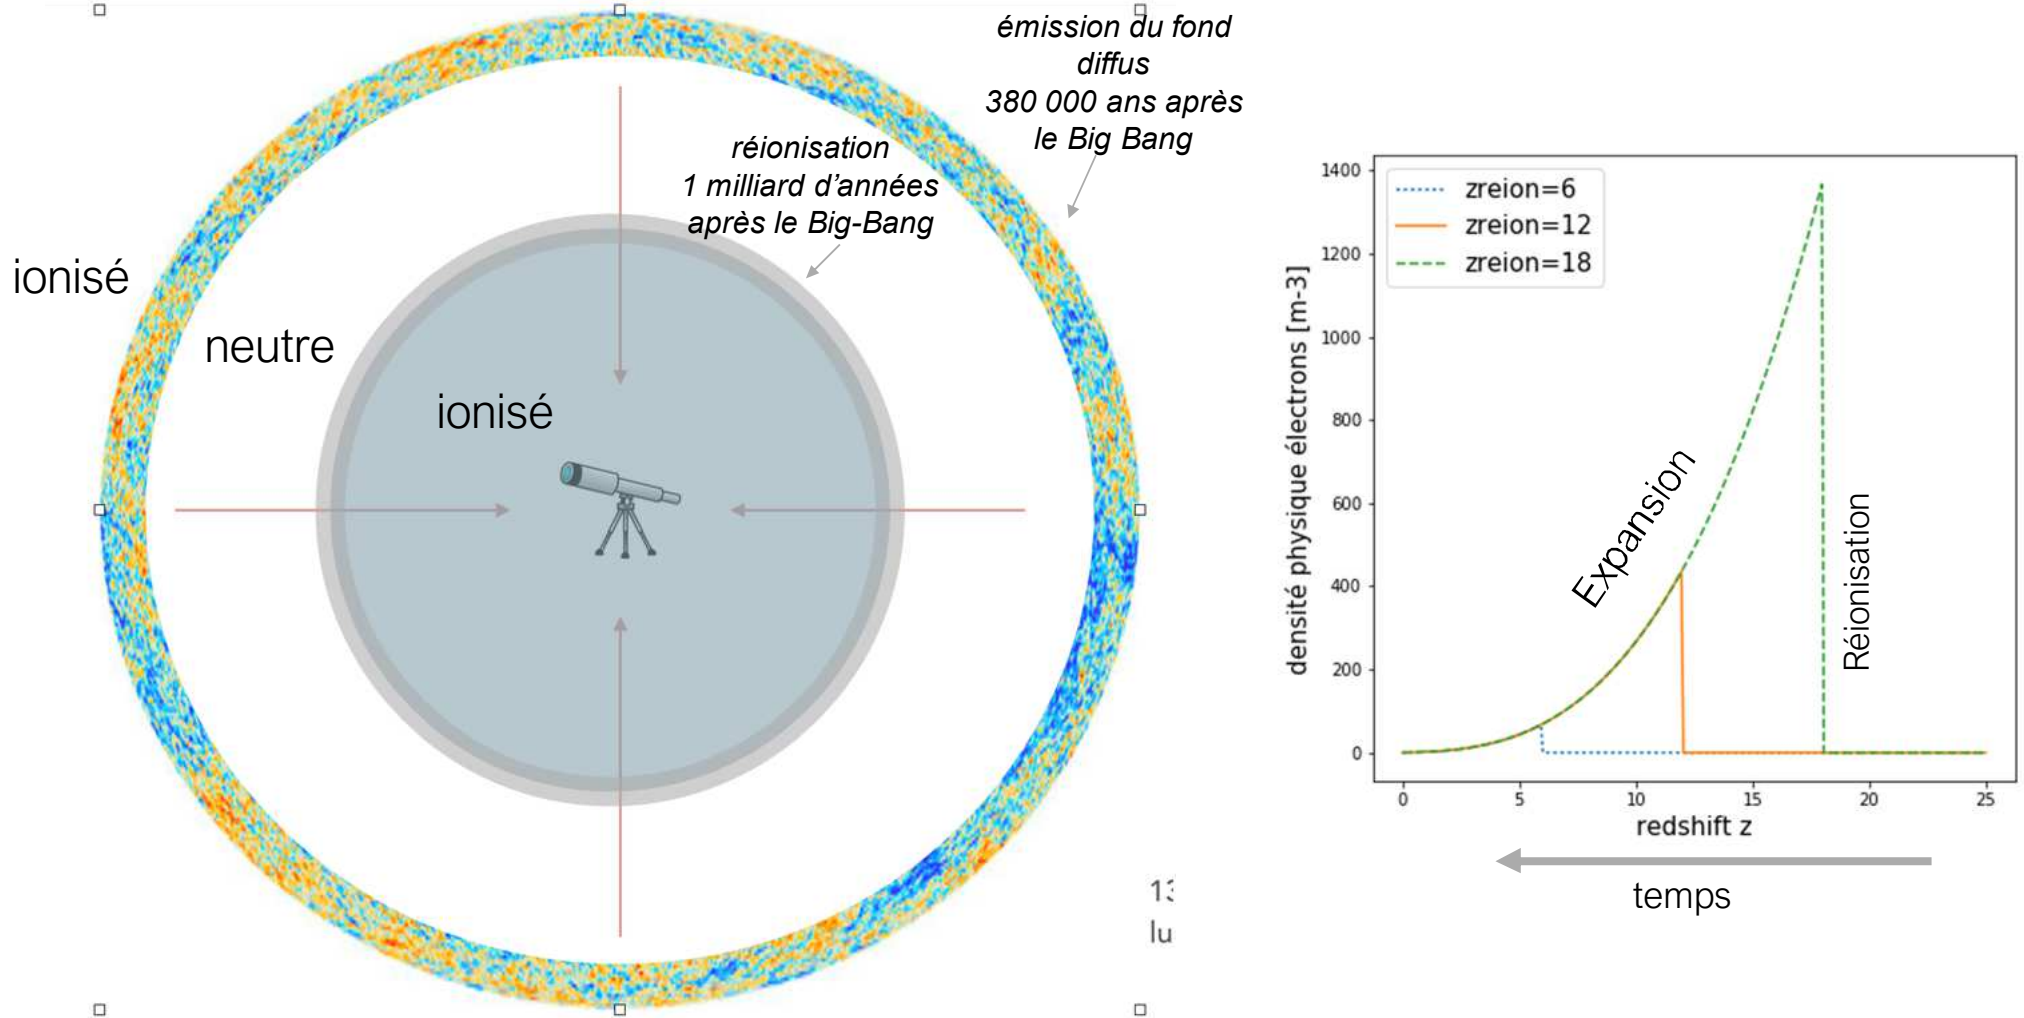 émission du fond
diffus
380 000 ans après
le Big Bang
réionisation
1 milliard d'années
après le Big-Bang
ionisé
neutre
ionisé
lu
densité physique électrons [m-3]
1400
1200
1000
800
600
400
200
0
zreion=6
zreion=12
zreion=18
Expansion
Réionisation
0
5
10
15
20
25
redshift z
temps